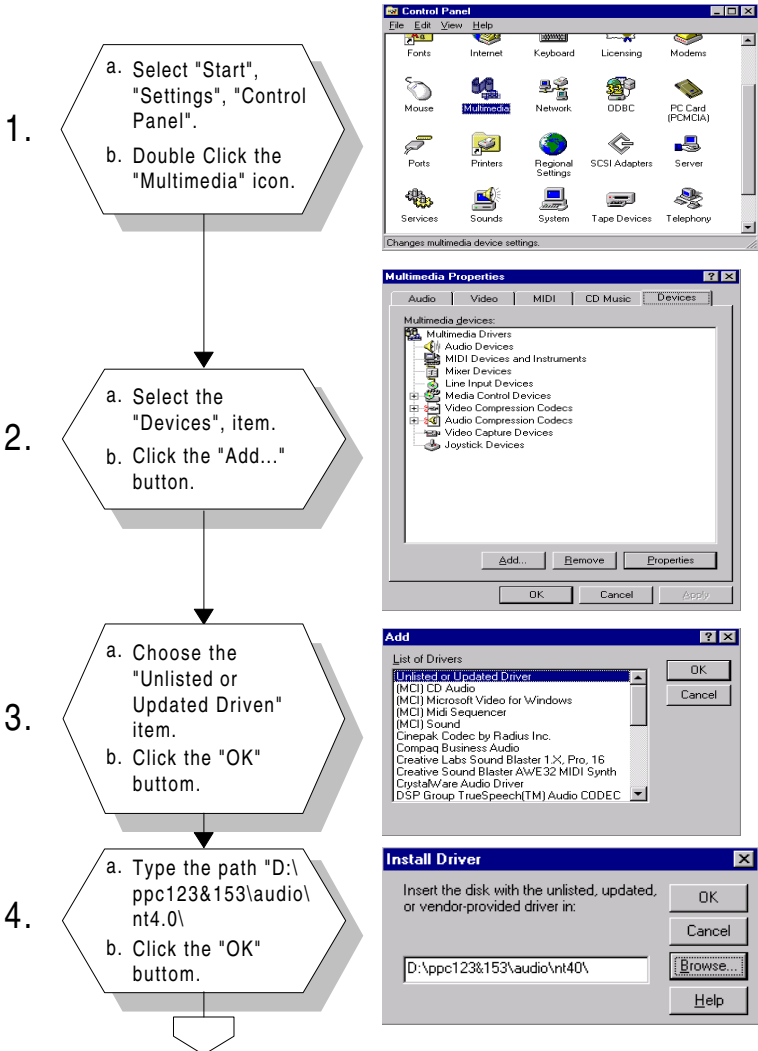 1.
a. Select "Start",
"Settings", "Control
Panel".
b. Double Click the
"Multimedia" icon.
Control Panel
File Edit View Help
Fonts Internet Keyboard Licensing Modems
Mouse Multimedia Network ODBC PC Card
(PCMCIA)
Ports Printers Regional
Settings SCSI Adapters Server
Services Sounds System Tape Devices Telephony
Changes multimedia device settings.
2.
a. Select the
"Devices", item.
b. Click the "Add..."
button.
Multimedia Properties
Audio Video MIDI CD Music Devices
Multimedia devices:
Multimedia Drivers
Audio Devices
MIDI Devices and Instruments
Mixer Devices
Line Input Devices
Media Control Devices
Video Compression Codecs
Audio Compression Codecs
Video Capture Devices
Joystick Devices
Add... Remove Properties
OK Cancel Apply
3.
a. Choose the
"Unlisted or
Updated Driven"
item.
b. Click the "OK"
buttom.
Add
List of Drivers
Unlisted or Updated Driver
(MCI) CD Audio
(MCI) Microsoft Video for Windows
(MCI) Midi Sequencer
(MCI) Sound
Cinepak Codec by Radius Inc.
Compaq Business Audio
Creative Labs Sound Blaster 1.X, Pro, 16
Creative Sound Blaster AWE32 MIDI Synth
CrystalWare Audio Driver
DSP Group TrueSpeech(TM) Audio CODEC
OK
Cancel
4.
a. Type the path "D:\
ppc123&153\audio\
nt4.0\
b. Click the "OK"
buttom.
Install Driver
Insert the disk with the unlisted, updated,
or vendor-provided driver in:
D:\ppc123&153\audio\nt40\
OK
Cancel
Browse...
Help